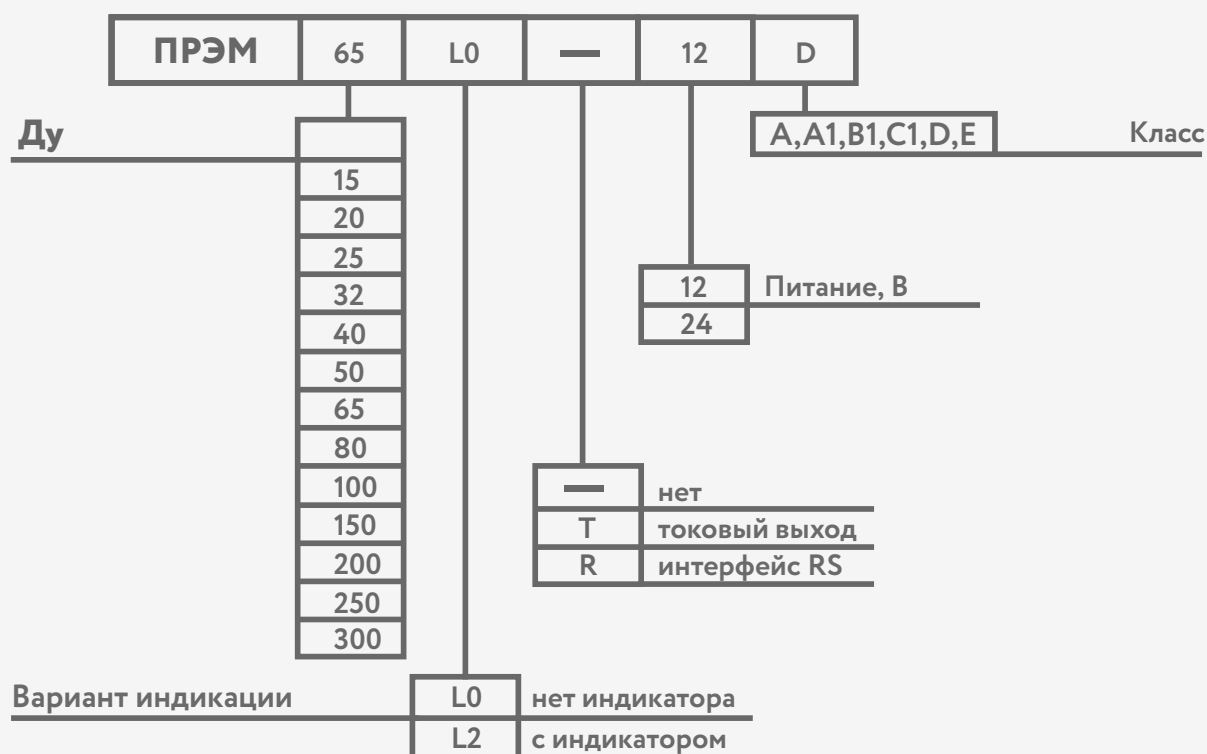 ПРЭМ 65 L0 — 12 D
Ду
A,A1,B1,C1,D,E Класс
15
20
25
12 Питание, В
32
24
40
50
65
80
— нет
100
T токовый выход
150
R интерфейс RS
200
250
300
Вариант индикации L0 нет индикатора
L2 с индикатором